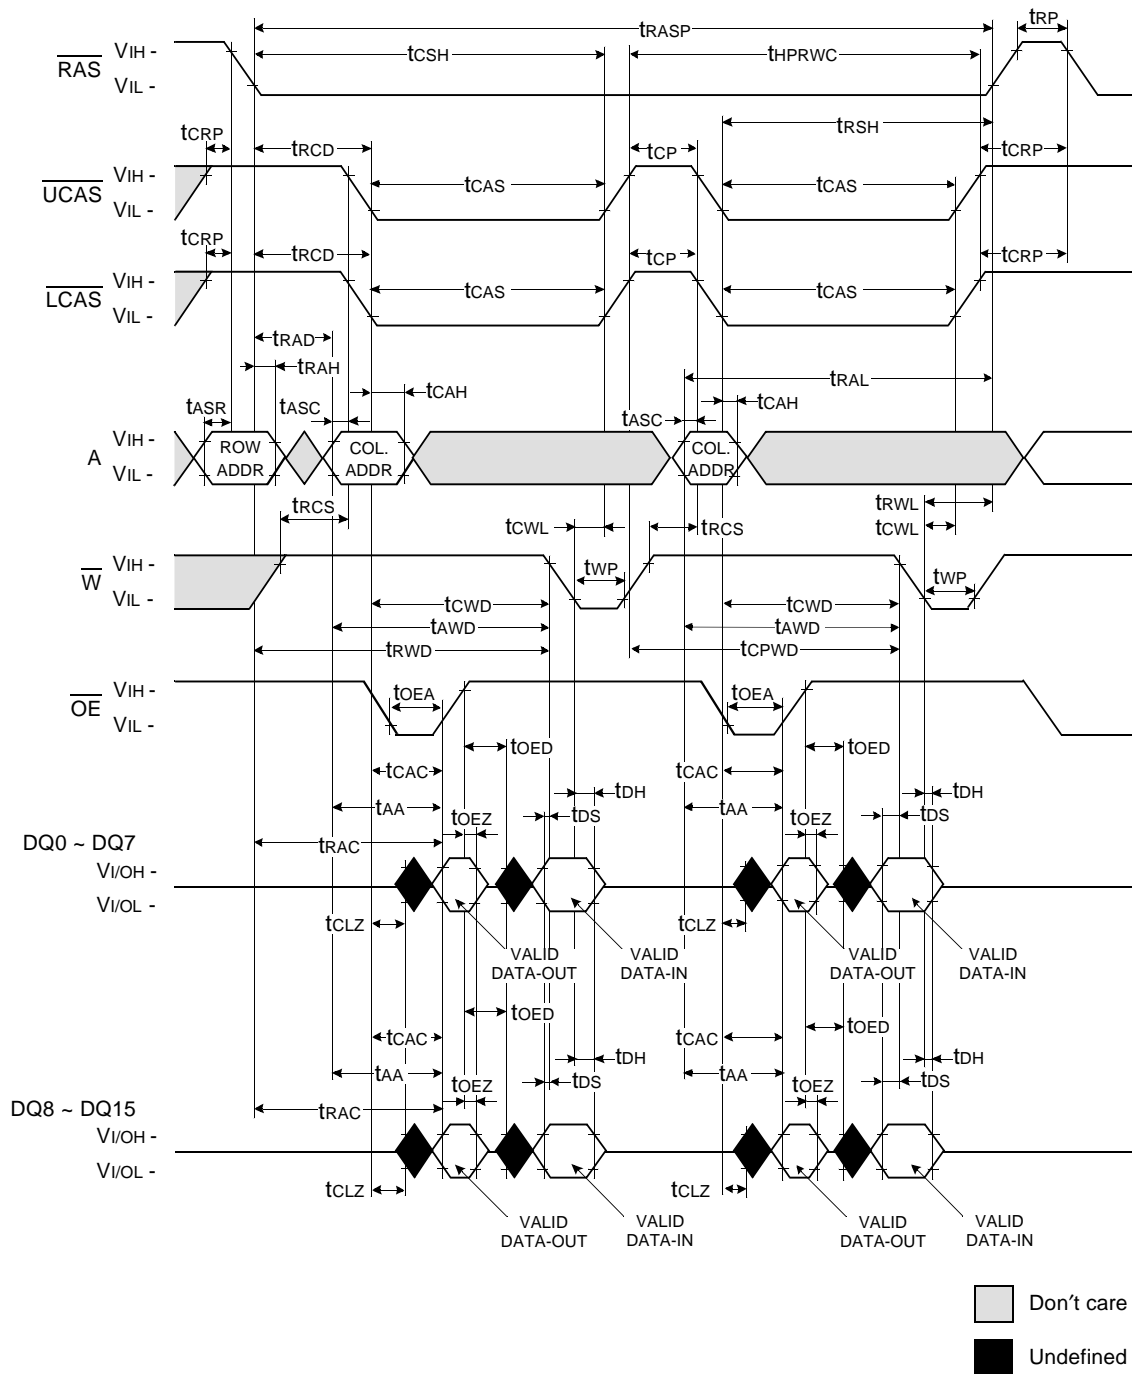 tRASP
tRP
RAS
VIH -
VIL -
tCSH
tHPRWC
tRSH
tCRP
tRCD
tCP
tCRP
UCAS
VIH -
VIL -
tCAS
tCAS
tCRP
tRCD
tCP
tCRP
LCAS
VIH -
VIL -
tCAS
tCAS
tRAD
tRAH
tCAH
tRAL
tASR
tASC
tASC
tCAH
A
VIH -
VIL -
ROW
ADDR
COL.
ADDR
COL.
ADDR
tRCS
tCWL
tRCS
tRWL
tCWL
W
VIH -
VIL -
tWP
tWP
tCWD
tCWD
tAWD
tAWD
tRWD
tCPWD
OE
VIH -
VIL -
tOEA
tOEA
tOED
tOED
tCAC
tCAC
tDH
tDH
tAA
tAA
tOEZ
tDS
tOEZ
tDS
tRAC
DQ0 ~ DQ7
VI/OH -
VI/OL -
tCLZ
tCLZ
VALID
DATA-OUT
VALID
DATA-IN
VALID
DATA-OUT
VALID
DATA-IN
tOED
tOED
tCAC
tCAC
tDH
tDH
tAA
tAA
tOEZ
tDS
tOEZ
tDS
tRAC
DQ8 ~ DQ15
VI/OH -
VI/OL -
tCLZ
tCLZ
VALID
DATA-OUT
VALID
DATA-IN
VALID
DATA-OUT
VALID
DATA-IN
Don′t care
Undefined